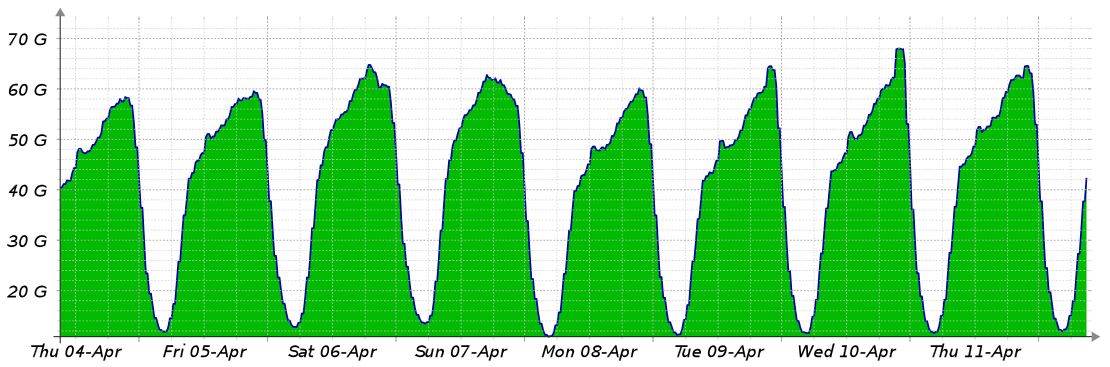 70 G
60 G
50 G
40 G
30 G
20 G
Thu 04-Apr Fri 05-Apr Sat 06-Apr Sun 07-Apr Mon 08-Apr Tue 09-Apr Wed 10-Apr Thu 11-Apr